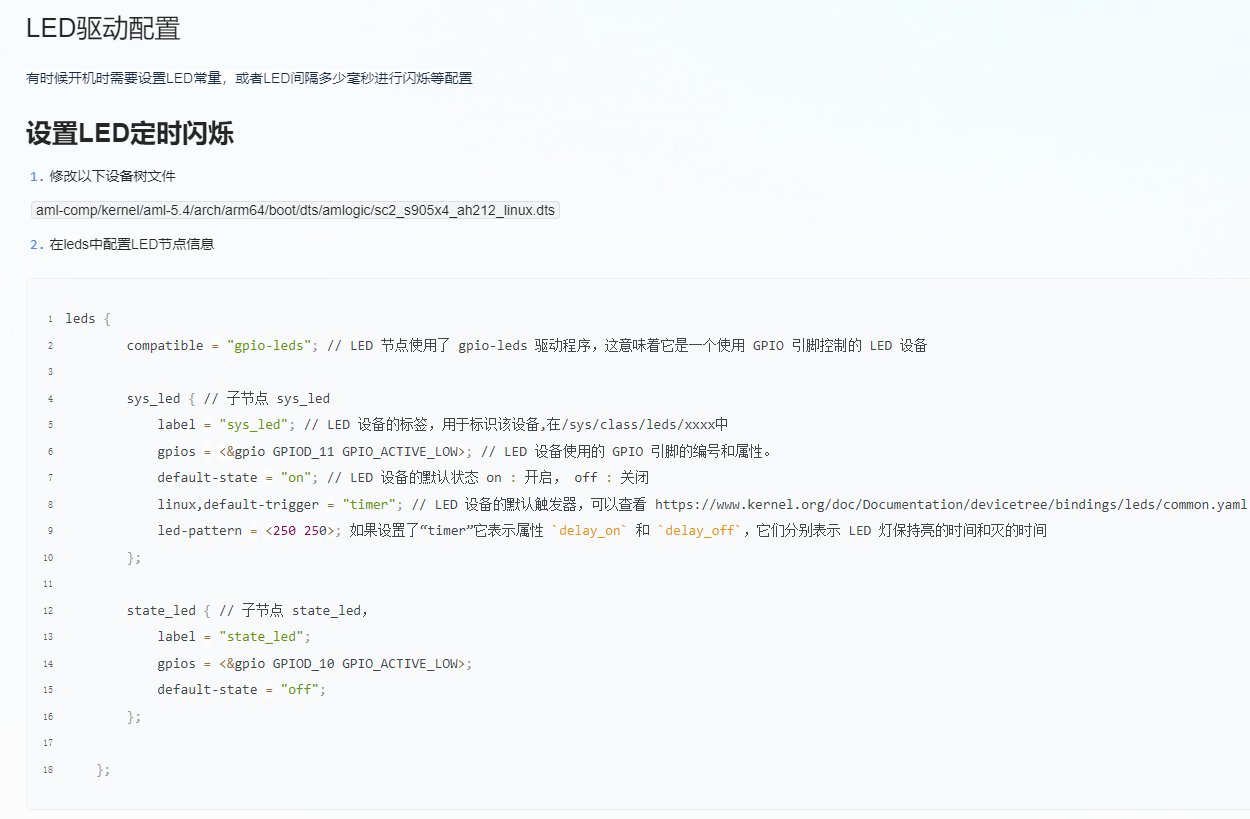 LED驱动配置
有时候开机时需要设置LED常量，或者LED间隔多少毫秒进行闪烁等配置
设置LED定时闪烁
1. 修改以下设备树文件
aml-comp/kernel/aml-5.4/arch/arm64/boot/dts/amlogic/sc2_s905x4_ah212_linux.dts
2. 在leds中配置LED节点信息
1 leds {
2 compatible = "gpio-leds"; // LED 节点使用了 gpio-leds 驱动程序，这意味着它是一个使用 GPIO 引脚控制的 LED 设备
3
4 sys_led { // 子节点 sys_led
5 label = "sys_led"; // LED 设备的标签，用于标识该设备,在/sys/class/leds/xxxx中
6 gpios = <&gpio GPIOD_11 GPIO_ACTIVE_LOW>; // LED 设备使用的 GPIO 引脚的编号和属性。
7 default-state = "on"; // LED 设备的默认状态 on : 开启， off : 关闭
8 linux,default-trigger = "timer"; // LED 设备的默认触发器，可以查看 https://www.kernel.org/doc/Documentation/devicetree/bindings/leds/common.yaml
9 led-pattern = <250 250>; 如果设置了“timer”它表示属性 `delay_on` 和 `delay_off`，它们分别表示 LED 灯保持亮的时间和灭的时间
10 };
11
12 state_led { // 子节点 state_led，
13 label = "state_led";
14 gpios = <&gpio GPIOD_10 GPIO_ACTIVE_LOW>;
15 default-state = "off";
16 };
17
18 };